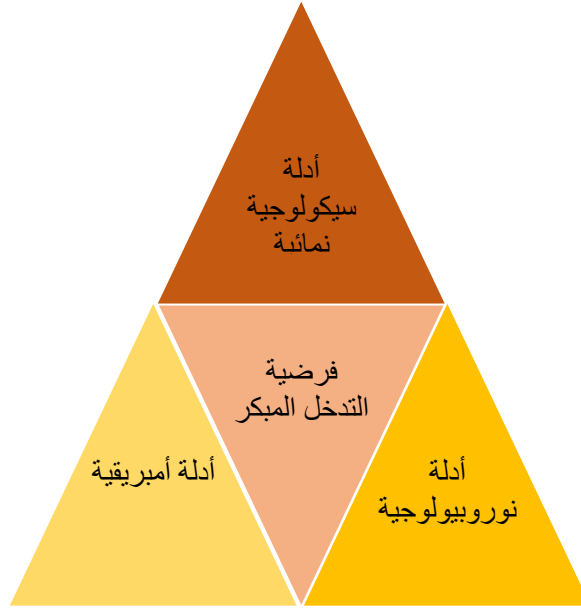 أدلة
سيكولوجية
نمائية
فرضية
التدخل المبكر
أدلة أمبريقية
أدلة
نوروبيولوجية